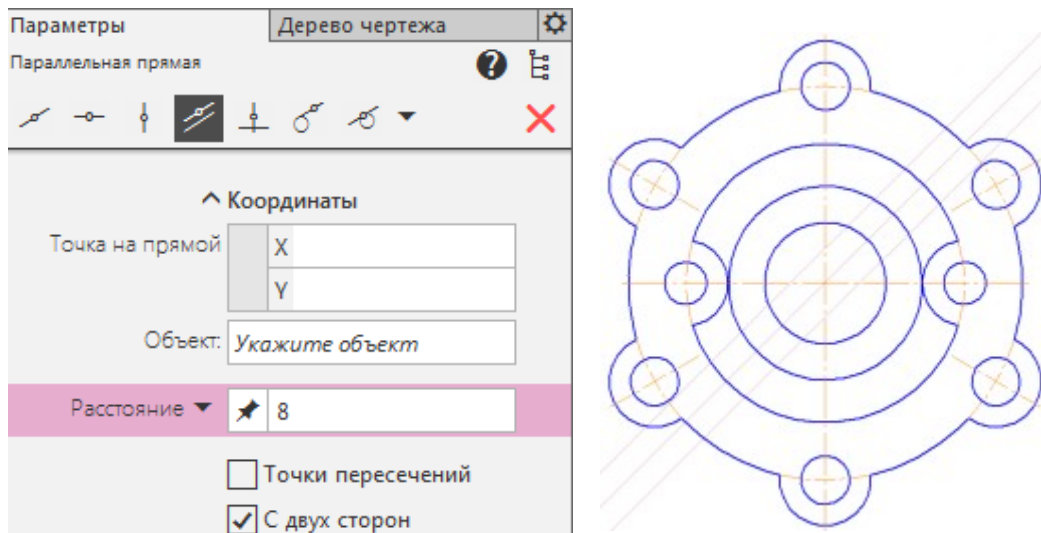 Параметры
Дерево чертежа
Параллельная прямая
Координаты
Точка на прямой
X
Y
Объект:
Укажите объект
Расстояние
8
Точки пересечений
С двух сторон